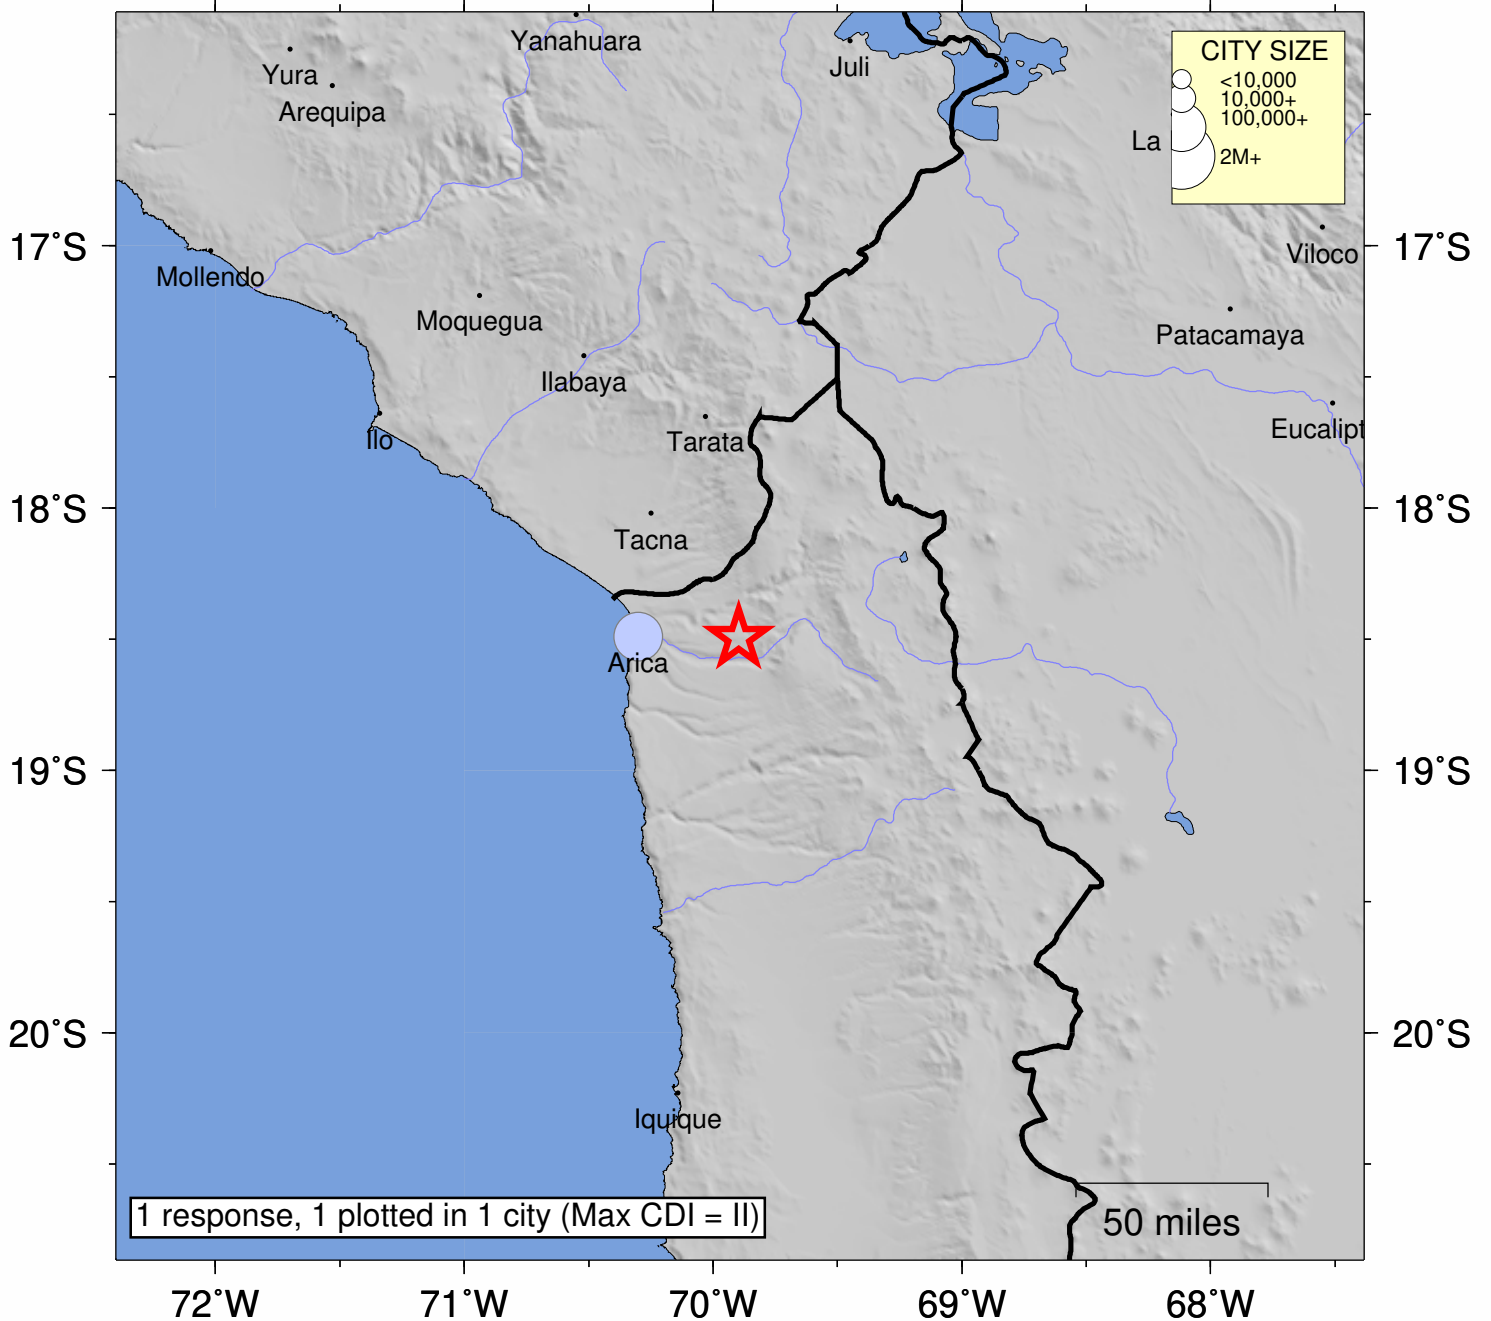 Yanahuara
Juli
Yura
Arequipa
CITY SIZE
<10,000
10,000+
100,000+
2M+
La
17°S
17°S
Mollendo
Viloco
Moquegua
Patacamaya
Ilabaya
Ilo
Tarata
Eucalipt
18°S
18°S
Tacna
Arica
19°S
19°S
20°S
20°S
Iquique
1 response, 1 plotted in 1 city (Max CDI = II)
50 miles
72°W
71°W
70°W
69°W
68°W